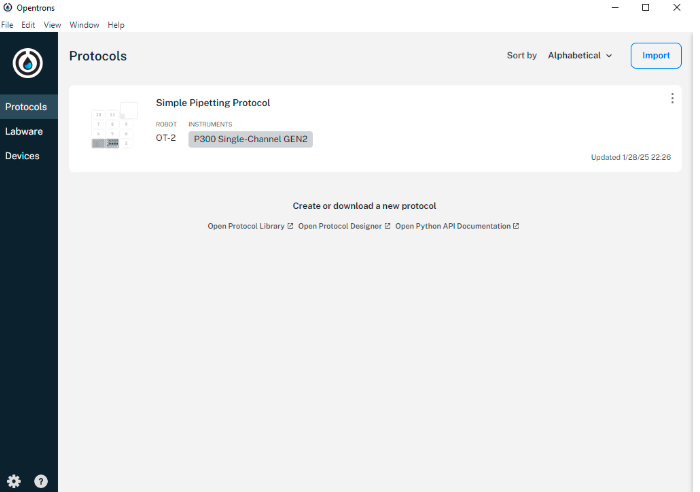 Opentrons
File Edit View Window Help
Protocols
Labware
Devices
Protocols
Sort by Alphabetical Import
Simple Pipetting Protocol
ROBOT INSTRUMENTS
OT-2 P300 Single-Channel GEN2
Updated 1/28/25 22:26
Create or download a new protocol
Open Protocol Library Open Protocol Designer Open Python API Documentation
?